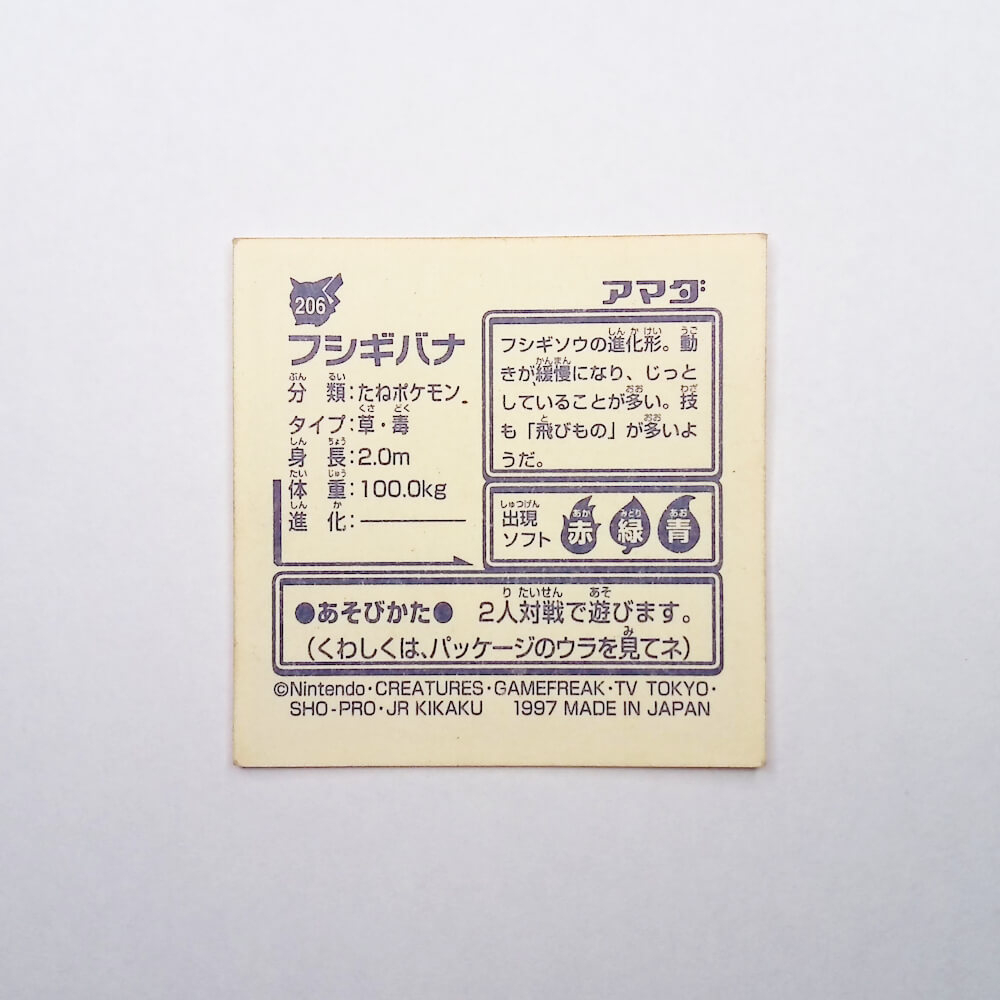 206
フシギバナ
分類:たねポケモン
タイプ:草・毒
身長:2.0m
体重:100.0kg
進化:――――
アマダ
フシギソウの進化形。動
きが緩慢になり、じっと
していることが多い。技
も「飛びもの」が多いよ
うだ。
出現
ソフト
赤 緑 青
●あそびかた● 2人対戦で遊びます。
(くわしくは、パッケージのウラを見てネ)
©Nintendo・CREATURES・GAMEFREAK・TV TOKYO・
SHO-PRO・JR KIKAKU 1997 MADE IN JAPAN